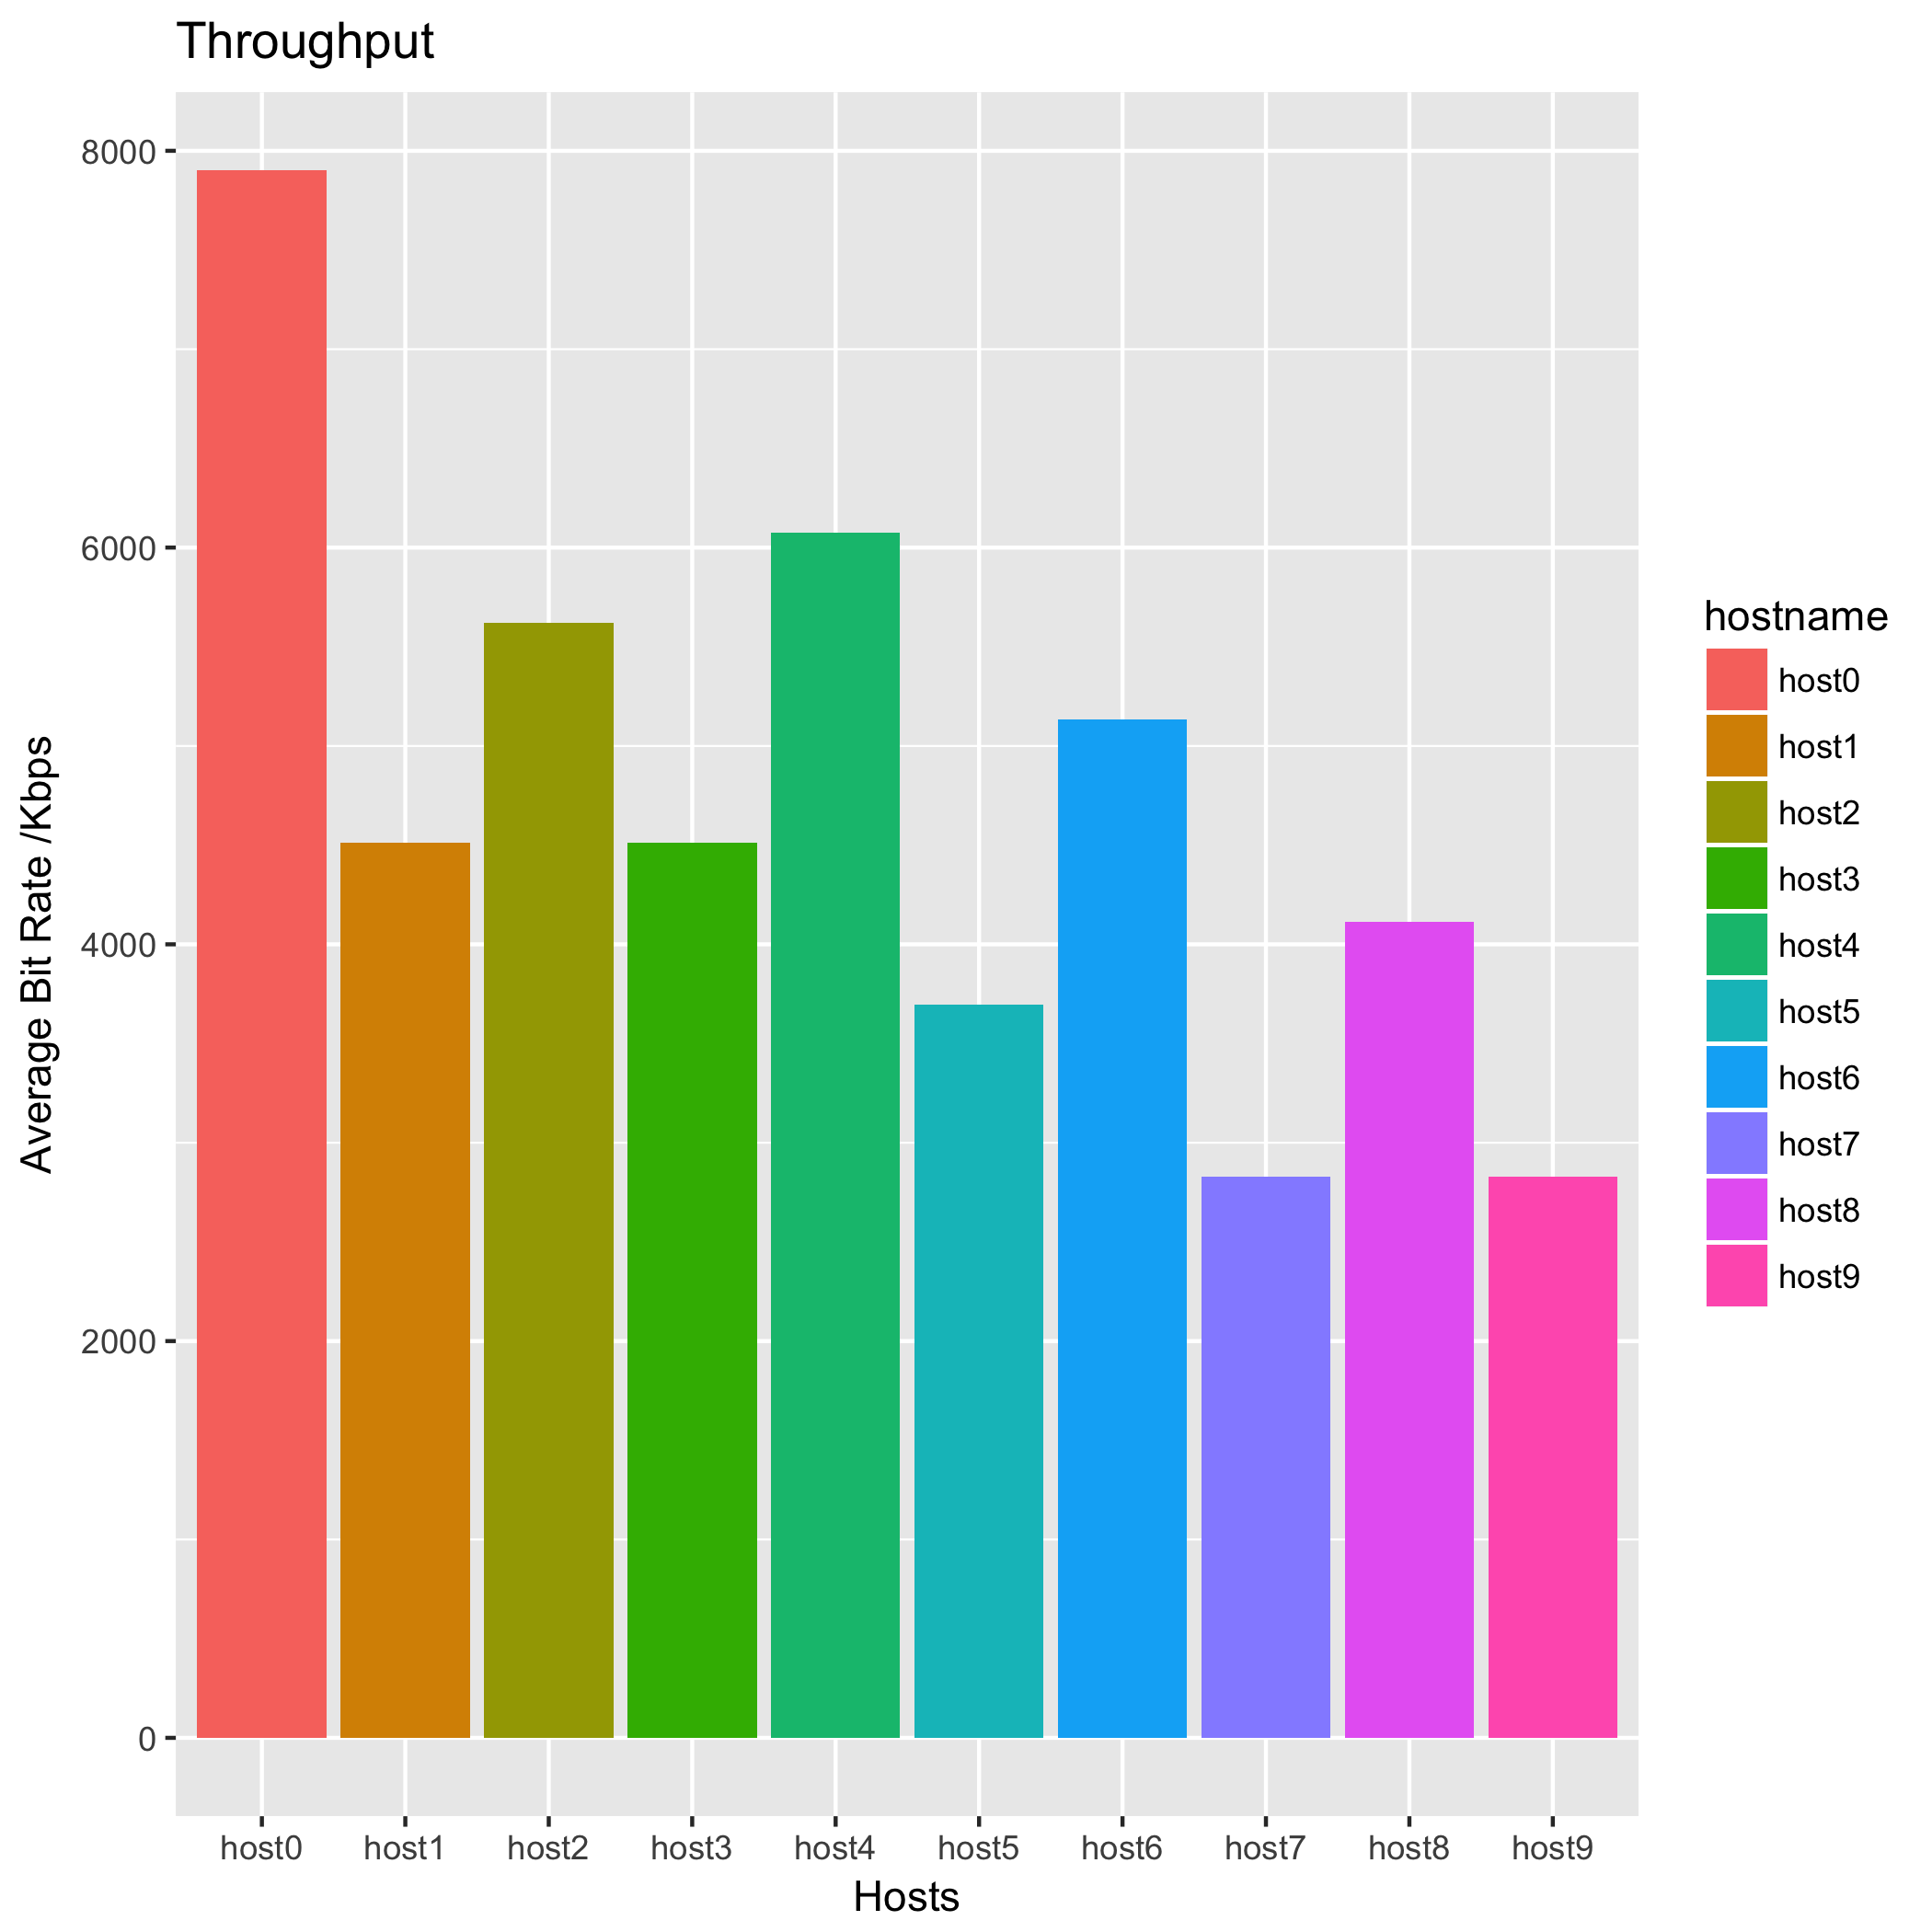 Throughput
Average Bit Rate /Kbps
8000
6000
4000
2000
0
host0 host1 host2 host3 host4 host5 host6 host7 host8 host9
Hosts
hostname
host0
host1
host2
host3
host4
host5
host6
host7
host8
host9